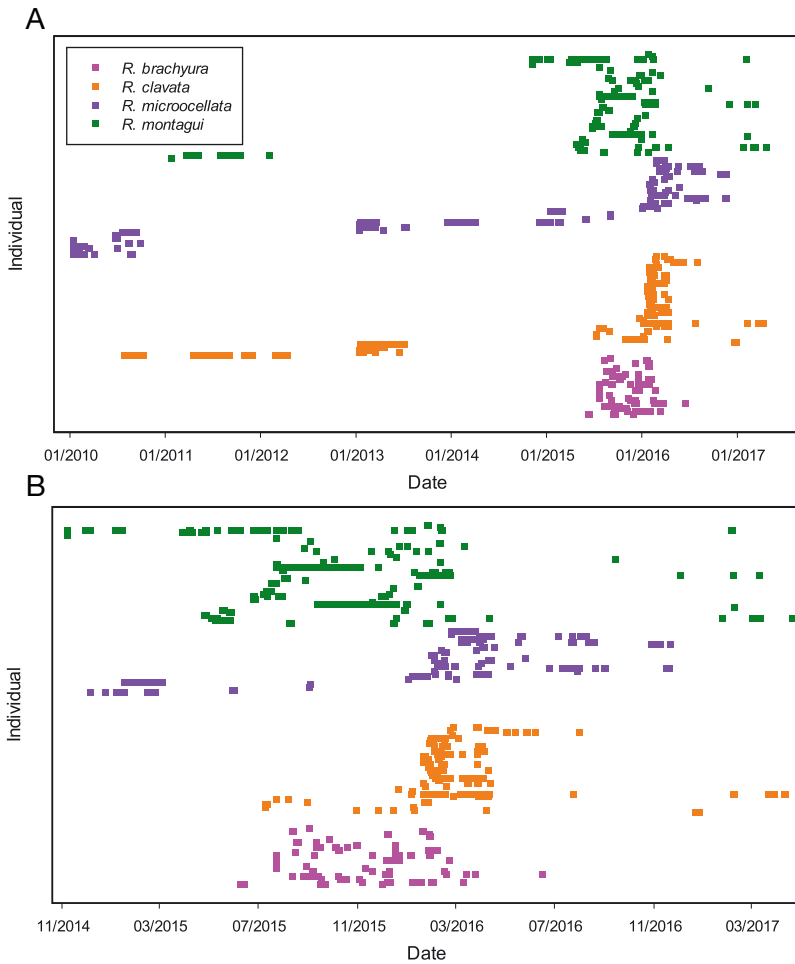 A
R. brachyura
R. clavata
R. microocellata
R. montagui
Individual
01/2010 01/2011 01/2012 01/2013 01/2014 01/2015 01/2016 01/2017
Date
B
Individual
11/2014 03/2015 07/2015 11/2015 03/2016 07/2016 11/2016 03/2017
Date